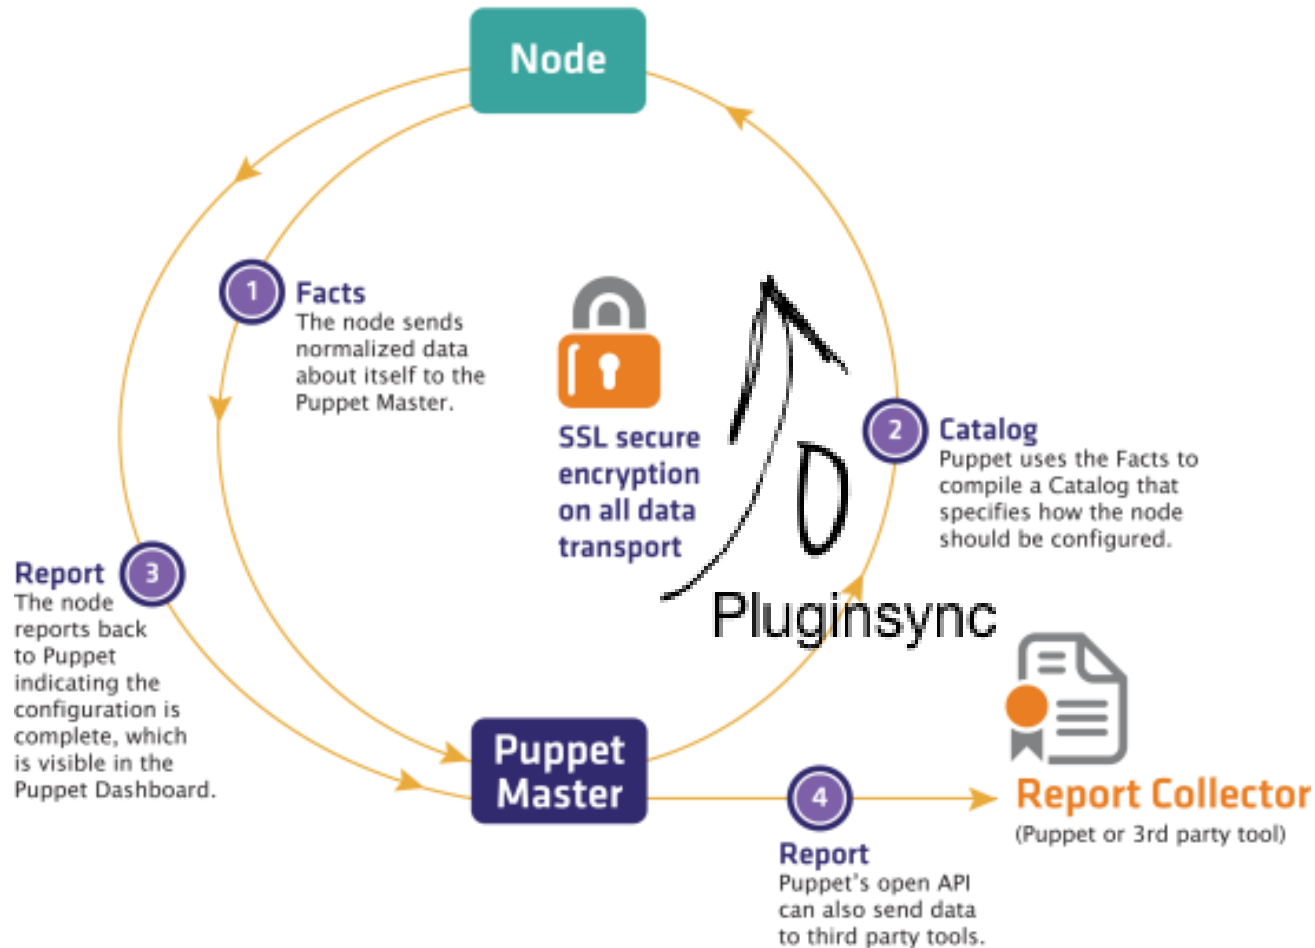 Node
1
Facts
The node sends
normalized data
about itself to the
Puppet Master.
SSL secure
encryption
on all data
transport
0
Pluginsync
2
Catalog
Puppet uses the Facts to
compile a Catalog that
specifies how the node
should be configured.
3
Report
The node
reports back
to Puppet
indicating the
configuration is
complete, which
is visible in the
Puppet Dashboard.
Puppet
Master
4
Report
Puppet's open API
can also send data
to third party tools.
Report Collector
(Puppet or 3rd party tool)